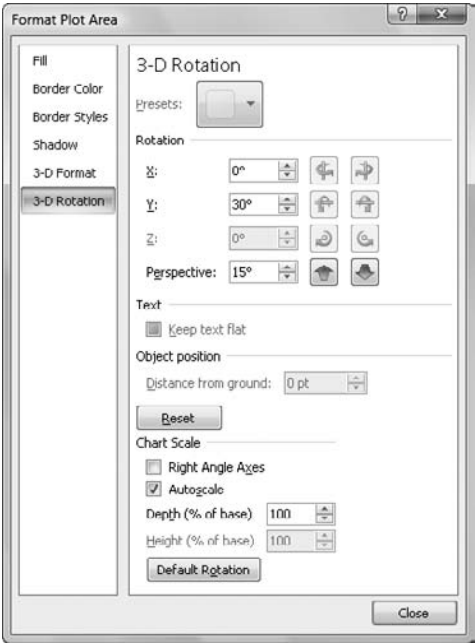 Format Plot Area
Fill
Border Color
Border Styles
Shadow
3-D Format
3-D Rotation
3-D Rotation
Presets:
Rotation
X: 0°
Y: 30°
Z: 0°
Perspective: 15°
Text
Keep text flat
Object position
Distance from ground: 0 pt
Reset
Chart Scale
Right Angle Axes
Autoscale
Depth (% of base) 100
Height (% of base) 100
Default Rotation
Close